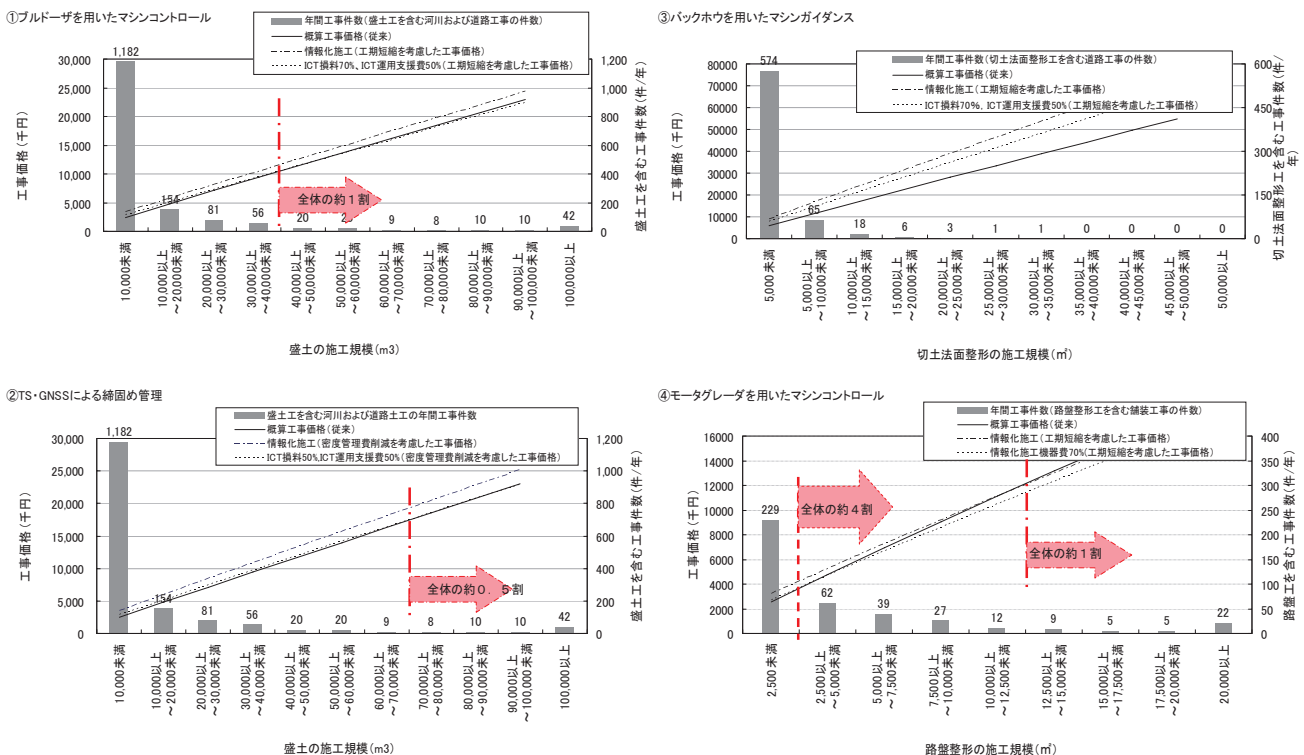 ①ブルドーザを用いたマシンコントロール
年間工事件数(盛土工を含む河川および道路工事の件数)
概算工事価格(従来)
情報化施工(工期短縮を考慮した工事価格)
ICT損料70%、ICT運用支援費50%(工期短縮を考慮した工事価格)
工事価格(千円)
30,000
25,000
20,000
15,000
10,000
5,000
0
1,182
154
81
56
20
9
8
10
10
42
全体の約1割
1,200
1,000
800
600
400
200
0
盛土工を含む工事件数(件/年)
10,000未満
10,000以上
~20,000未満
20,000以上
~30,000未満
30,000以上
~40,000未満
40,000以上
~50,000未満
50,000以上
~60,000未満
60,000以上
~70,000未満
70,000以上
~80,000未満
80,000以上
~90,000未満
90,000以上
~100,000未満
100,000以上
盛土の施工規模(m3)
②TS・GNSSによる締固め管理
盛土工を含む河川および道路土工の年間工事件数
概算工事価格(従来)
情報化施工(密度管理費削減を考慮した工事価格)
ICT損料50%,ICT運用支援費50%(密度管理費削減を考慮した工事価格)
工事価格(千円)
30,000
25,000
20,000
15,000
10,000
5,000
0
1,182
154
81
56
20
20
9
8
10
10
42
全体の約0.5割
1,200
1,000
800
600
400
200
0
盛土工を含む工事件数(件/年)
10,000未満
10,000以上
~20,000未満
20,000以上
~30,000未満
30,000以上
~40,000未満
40,000以上
~50,000未満
50,000以上
~60,000未満
60,000以上
~70,000未満
70,000以上
~80,000未満
80,000以上
~90,000未満
90,000以上
~100,000未満
100,000以上
盛土の施工規模(m3)
③バックホウを用いたマシンガイダンス
年間工事件数(切土法面整形工を含む道路工事の件数)
概算工事価格(従来)
情報化施工(工期短縮を考慮した工事価格)
ICT損料70%, ICT運用支援費50%(工期短縮を考慮した工事価格)
工事価格(千円)
80000
70000
60000
50000
40000
30000
20000
10000
0
574
65
18
6
3
1
1
0
0
0
0
600
450
300
150
0
切土法面整形工を含む工事件数(件/
年)
5,000未満
5,000以上
~10,000未満
10,000以上
~15,000未満
15,000以上
~20,000未満
20,000以上
~25,000未満
25,000以上
~30,000未満
30,000以上
~35,000未満
35,000以上
~40,000未満
40,000以上
~45,000未満
45,000以上
~50,000未満
50,000以上
切土法面整形の施工規模(㎡)
④モータグレーダを用いたマシンコントロール
年間工事件数(路盤整形工を含む舗装工事の件数)
概算工事価格(従来)
情報化施工(工期短縮を考慮した工事価格)
情報化施工機器費70%(工期短縮を考慮した工事価格)
工事価格(千円)
16000
14000
12000
10000
8000
6000
4000
2000
0
229
62
39
27
12
9
5
5
22
全体の約4割
全体の約1割
400
350
300
250
200
150
100
50
0
路盤工を含む工事件数(件/年)
2,500未満
2,500以上
~5,000未満
5,000以上
~7,500未満
7,500以上
~10,000未満
10,000以上
~12,500未満
12,500以上
~15,000未満
15,000以上
~17,500未満
17,500以上
~20,000未満
20,000以上
路盤整形の施工規模(㎡)